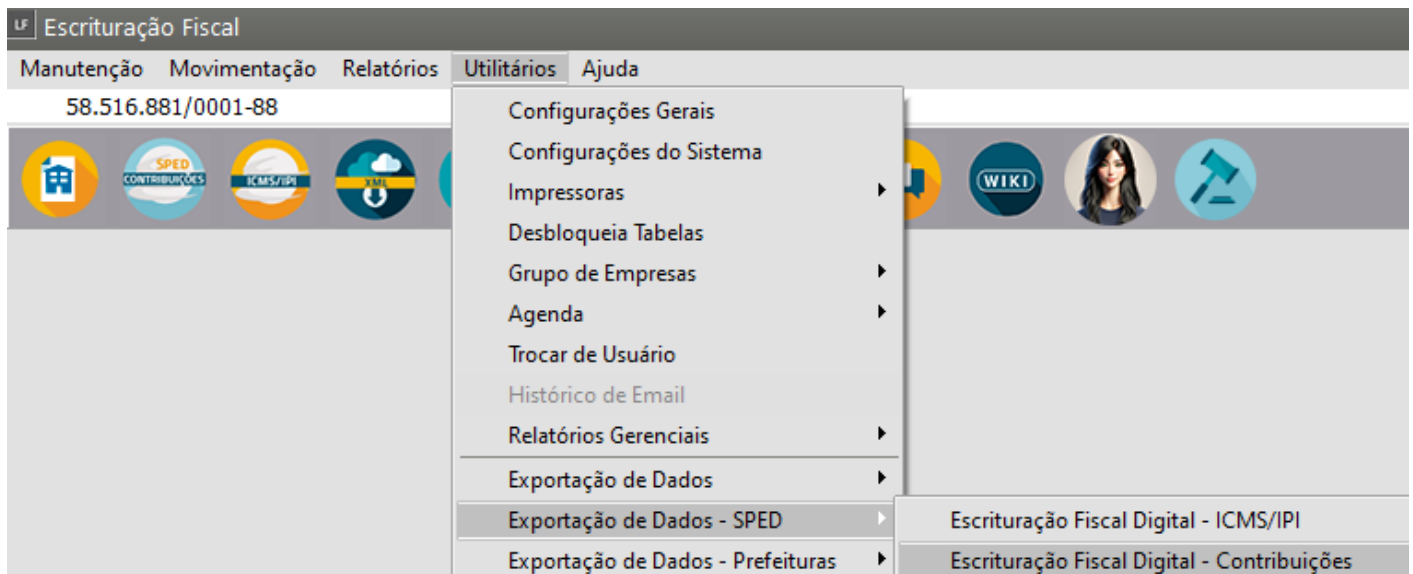 LF Escrituração Fiscal
Manutenção Movimentação Relatórios Utilitários Ajuda
58.516.881/0001-88
SPED
CONTRIBUIÇÕES
ICMS/IPI
XML
WIKI
Configurações Gerais
Configurações do Sistema
Impressoras
Desbloqueia Tabelas
Grupo de Empresas
Agenda
Trocar de Usuário
Histórico de Email
Relatórios Gerenciais
Exportação de Dados
Exportação de Dados - SPED
Escrituração Fiscal Digital - ICMS/IPI
Exportação de Dados - Prefeituras
Escrituração Fiscal Digital - Contribuições